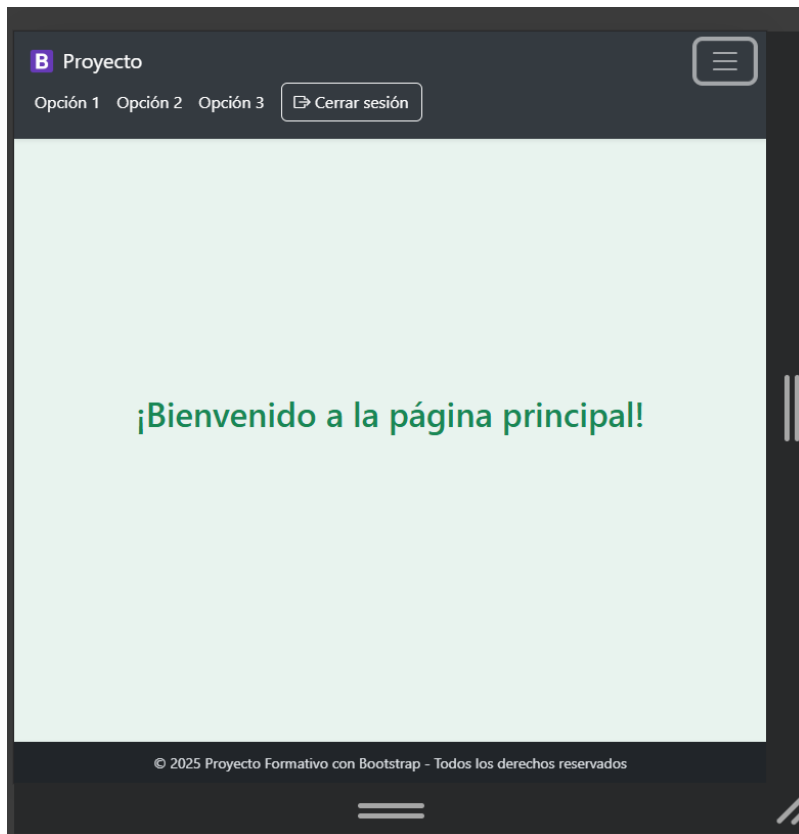 B Proyecto
Opción 1 Opción 2 Opción 3 Cerrar sesión
¡Bienvenido a la página principal!
© 2025 Proyecto Formativo con Bootstrap - Todos los derechos reservados